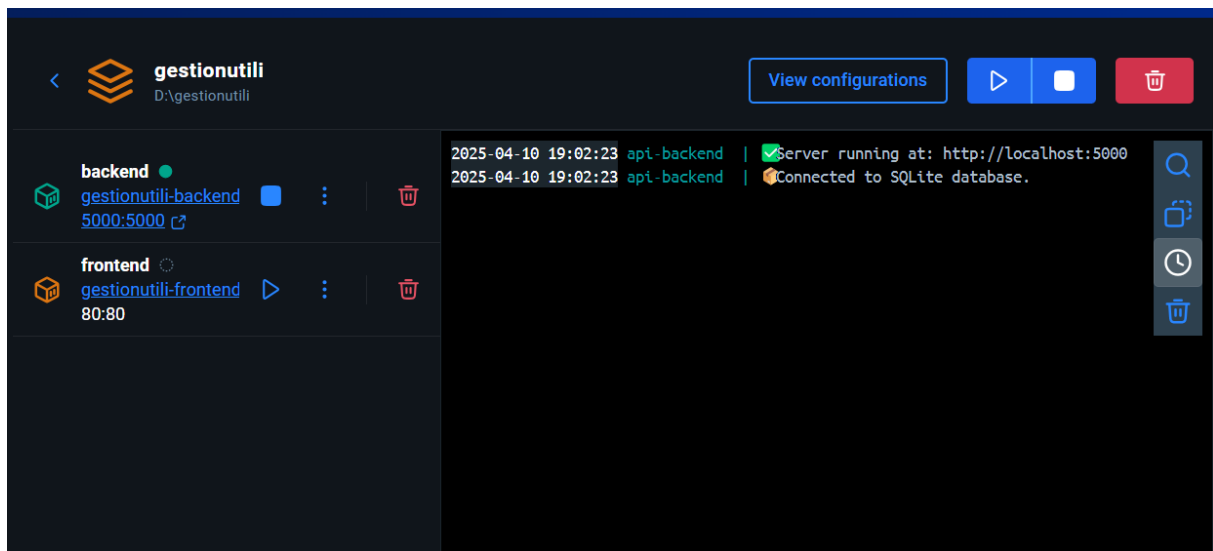 gestionutili
D:\gestionutili
View configurations
backend
gestionutili-backend
5000:5000
frontend
gestionutili-frontend
80:80
2025-04-10 19:02:23 api-backend | ✅Server running at: http://localhost:5000
2025-04-10 19:02:23 api-backend | 📦Connected to SQLite database.